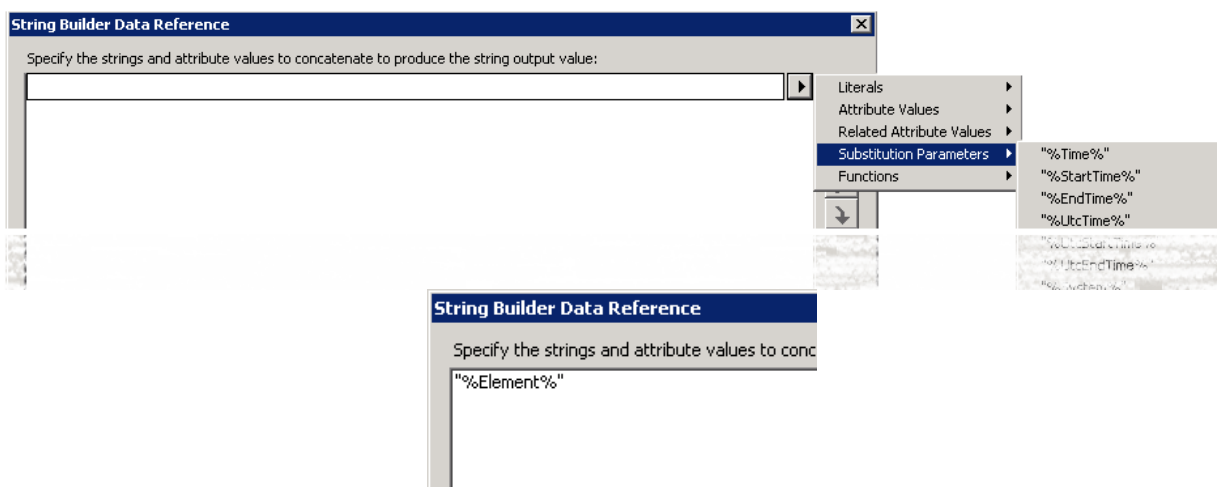 String Builder Data Reference
Specify the strings and attribute values to concatenate to produce the string output value:
Literals
Attribute Values
Related Attribute Values
Substitution Parameters
Functions
"%Time%"
"%StartTime%"
"%EndTime%"
"%UtcTime%"
"%UtcStartTime%
"%UtcEndTime%"
String Builder Data Reference
Specify the strings and attribute values to conc
"%Element%"